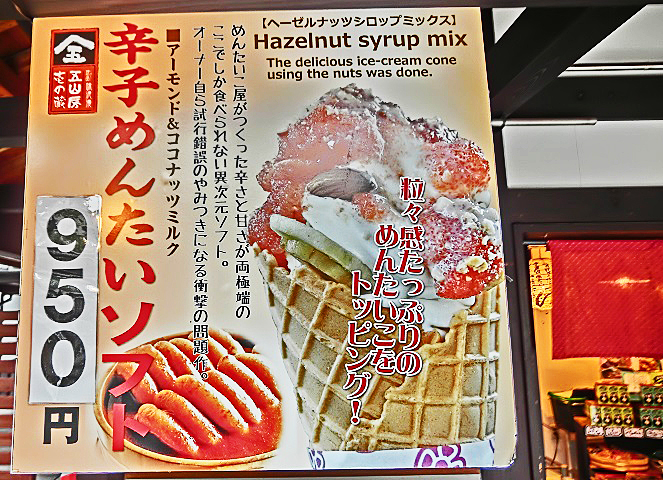 【ヘーゼルナッツシロップミックス】
Hazelnut syrup mix
The delicious ice-cream cone
using the nuts was done.
めんたいこ屋がつくった辛さと甘さが両極端の
ここでしか食べられない異次元ソフト。
オーナー自ら試行錯誤のやみつきになる衝撃の問題作。
■アーモンド&ココナッツミルク
辛子めんたいソフト
950円
粒々感たっぷりの
めんたいこを
トッピング!